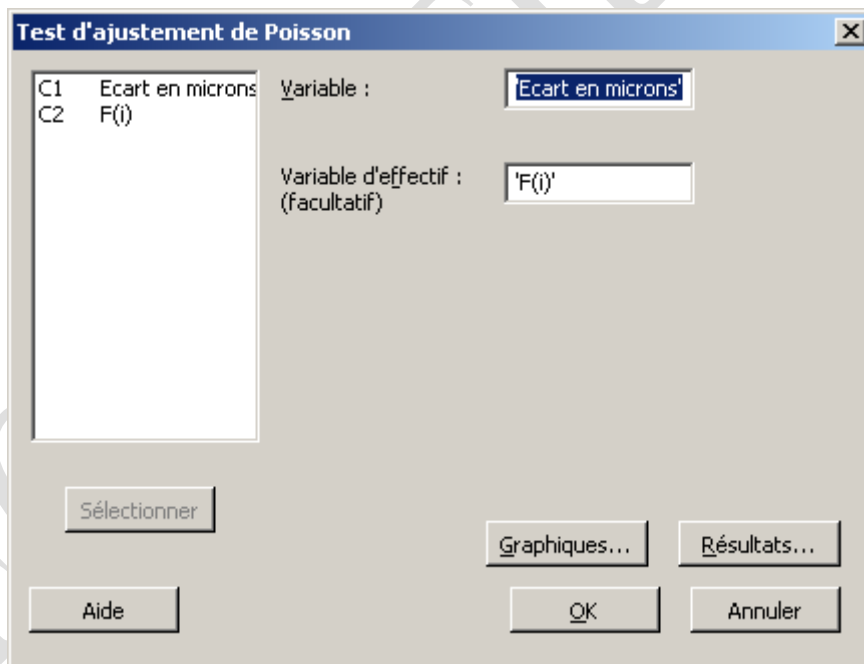 Test d'ajustement de Poisson
C1 Ecart en microns
C2 F(i)
Variable :
'Ecart en microns'
Variable d'effectif :
(facultatif)
'F(i)'
Sélectionner
Graphiques...
Résultats...
Aide
OK
Annuler